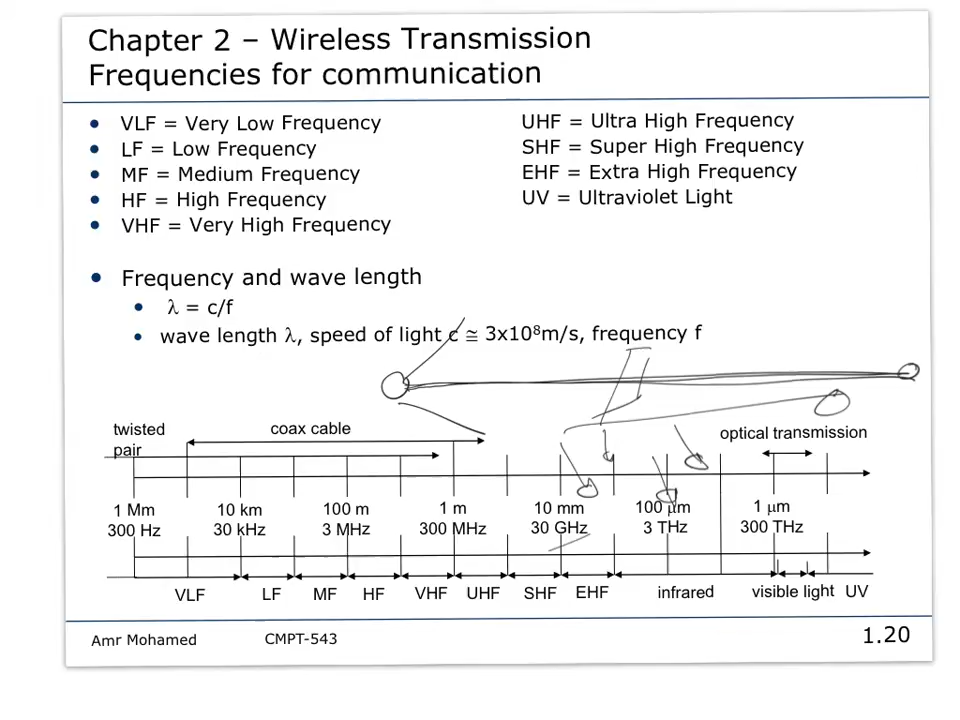 Chapter 2 – Wireless Transmission
Frequencies for communication
• VLF = Very Low Frequency
• LF = Low Frequency
• MF = Medium Frequency
• HF = High Frequency
• VHF = Very High Frequency
UHF = Ultra High Frequency
SHF = Super High Frequency
EHF = Extra High Frequency
UV = Ultraviolet Light
• Frequency and wave length
• λ = c/f
• wave length λ, speed of light c ≅ 3x10⁸m/s, frequency f
twisted
pair
coax cable
optical transmission
1 Mm
300 Hz
10 km
30 kHz
100 m
3 MHz
1 m
300 MHz
10 mm
30 GHz
100 μm
3 THz
1 μm
300 THz
VLF LF MF HF VHF UHF SHF EHF infrared visible light UV
Amr Mohamed CMPT-543 1.20